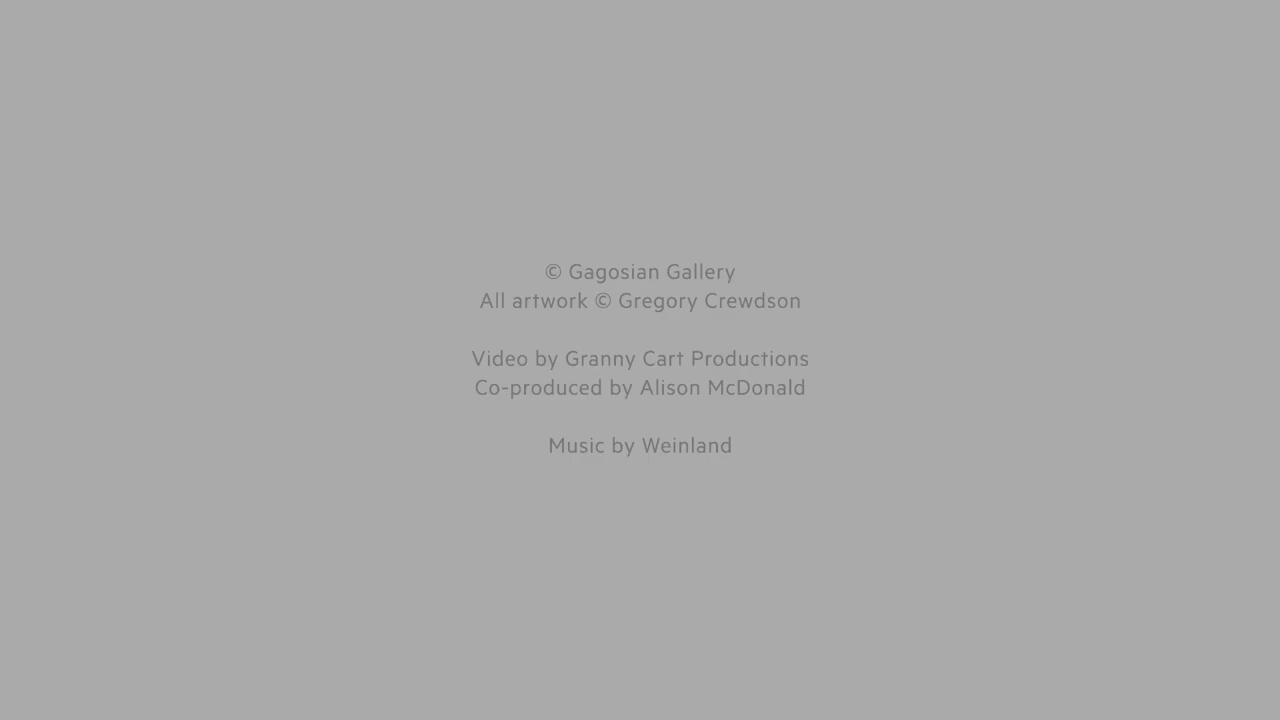 © Gagosian Gallery
All artwork © Gregory Crewdson
Video by Granny Cart Productions
Co-produced by Alison McDonald
Music by Weinland